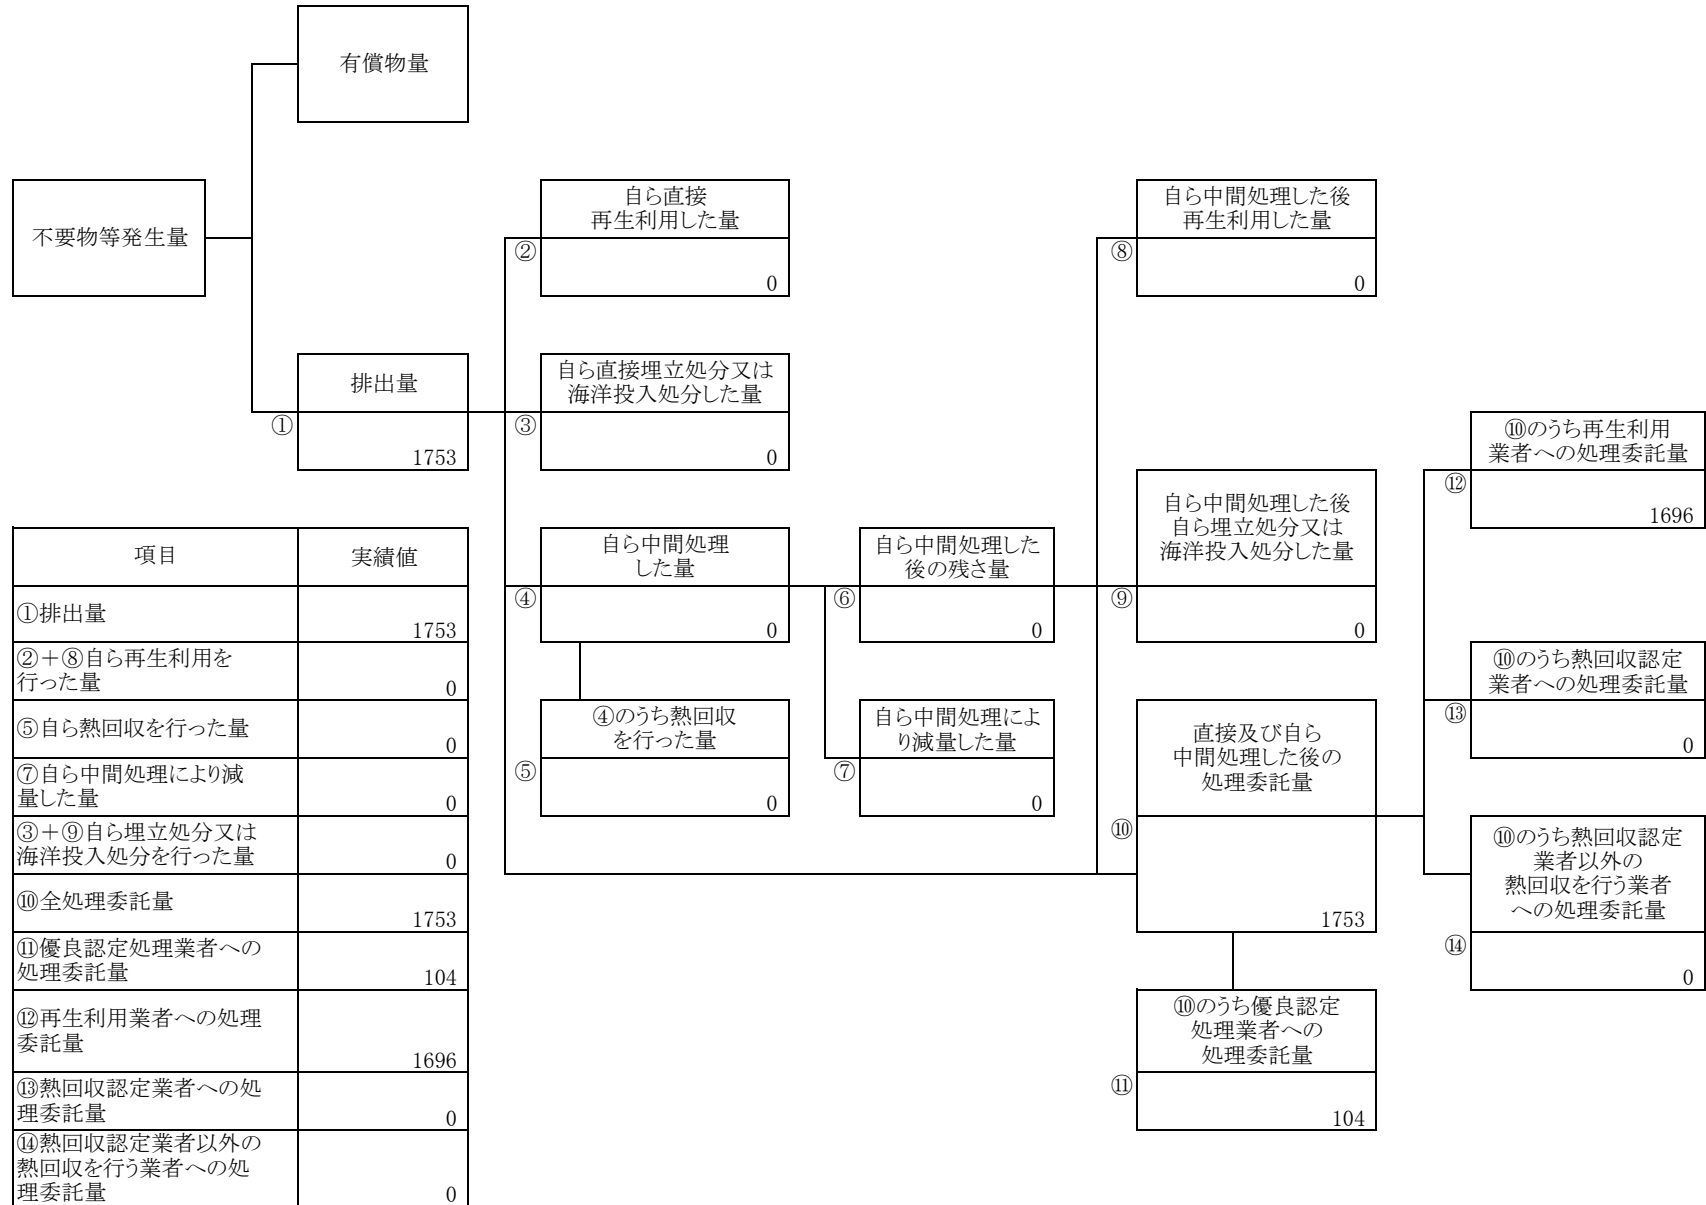 有償物量
不要物等発生量
自ら直接
再生利用した量
②
0
自ら中間処理した後
再生利用した量
⑧
0
排出量
①
1753
自ら直接埋立処分又は
海洋投入処分した量
③
0
⑩のうち再生利用
業者への処理委託量
⑫
1696
自ら中間処理
した量
④
0
自ら中間処理した
後の残さ量
⑥
0
自ら中間処理した後
自ら埋立処分又は
海洋投入処分した量
⑨
0
⑩のうち熱回収認定
業者への処理委託量
⑬
0
④のうち熱回収
を行った量
⑤
0
自ら中間処理によ
り減量した量
⑦
0
直接及び自ら
中間処理した後の
処理委託量
⑩
1753
⑩のうち熱回収認定
業者以外の
熱回収を行う業者
への処理委託量
⑭
0
⑩のうち優良認定
処理業者への
処理委託量
⑪
104
項目 実績値
①排出量
1753
②＋⑧自ら再生利用を
行った量 0
⑤自ら熱回収を行った量
0
⑦自ら中間処理により減
量した量 0
③＋⑨自ら埋立処分又は
海洋投入処分を行った量 0
⑩全処理委託量
1753
⑪優良認定処理業者への
処理委託量 104
⑫再生利用業者への処理
委託量
1696
⑬熱回収認定業者への処
理委託量 0
⑭熱回収認定業者以外の
熱回収を行う業者への処
理委託量 0